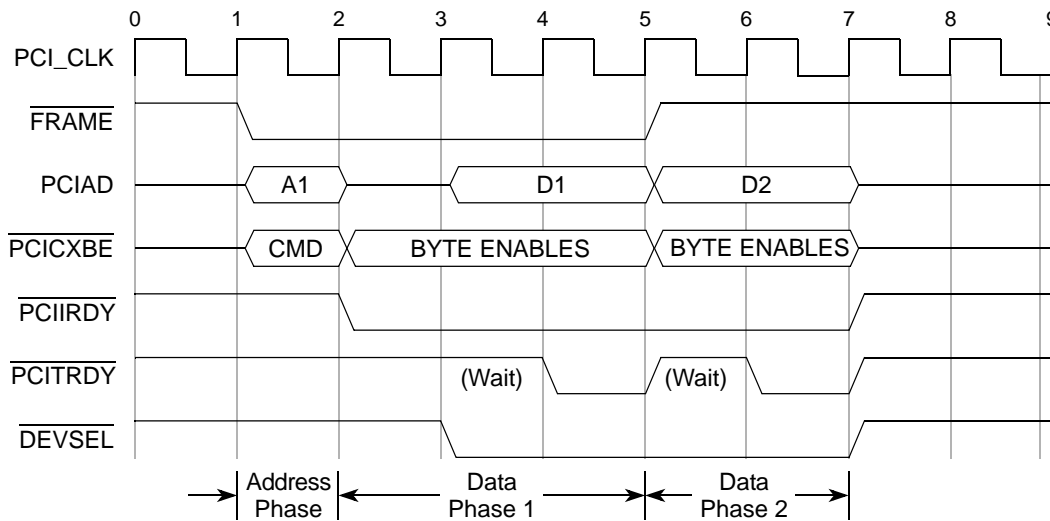 0 1 2 3 4 5 6 7 8 9
PCI_CLK
FRAME
PCIAD A1 D1 D2
PCICXBE CMD BYTE ENABLES BYTE ENABLES
PCIIRDY
PCITRDY (Wait) (Wait)
DEVSEL
Address Data Data
Phase Phase 1 Phase 2